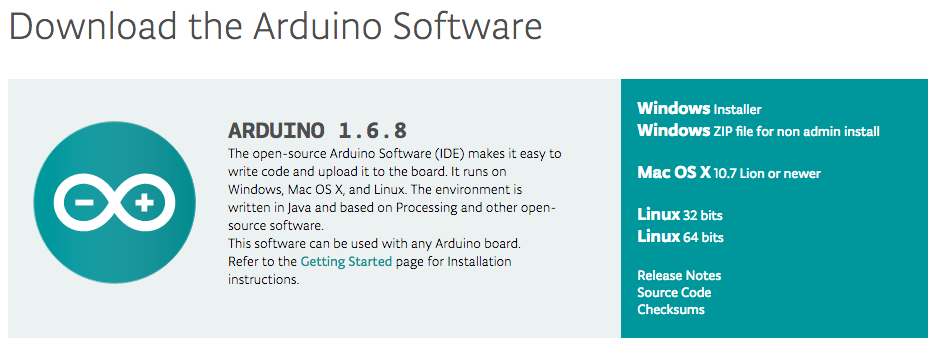 Download the Arduino Software
ARDUINO 1.6.8
The open-source Arduino Software (IDE) makes it easy to
write code and upload it to the board. It runs on
Windows, Mac OS X, and Linux. The environment is
written in Java and based on Processing and other open-
source software.
This software can be used with any Arduino board.
Refer to the Getting Started page for Installation
instructions.
Windows Installer
Windows ZIP file for non admin install
Mac OS X 10.7 Lion or newer
Linux 32 bits
Linux 64 bits
Release Notes
Source Code
Checksums